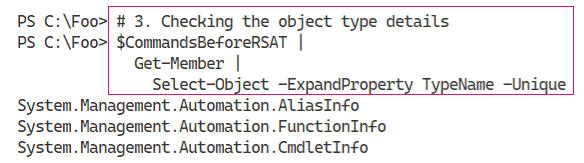 PS C:\Foo> # 3. Checking the object type details
PS C:\Foo> $CommandsBeforeRSAT |
Get-Member |
Select-Object -ExpandProperty TypeName -Unique
System.Management.Automation.AliasInfo
System.Management.Automation.FunctionInfo
System.Management.Automation.CmdletInfo